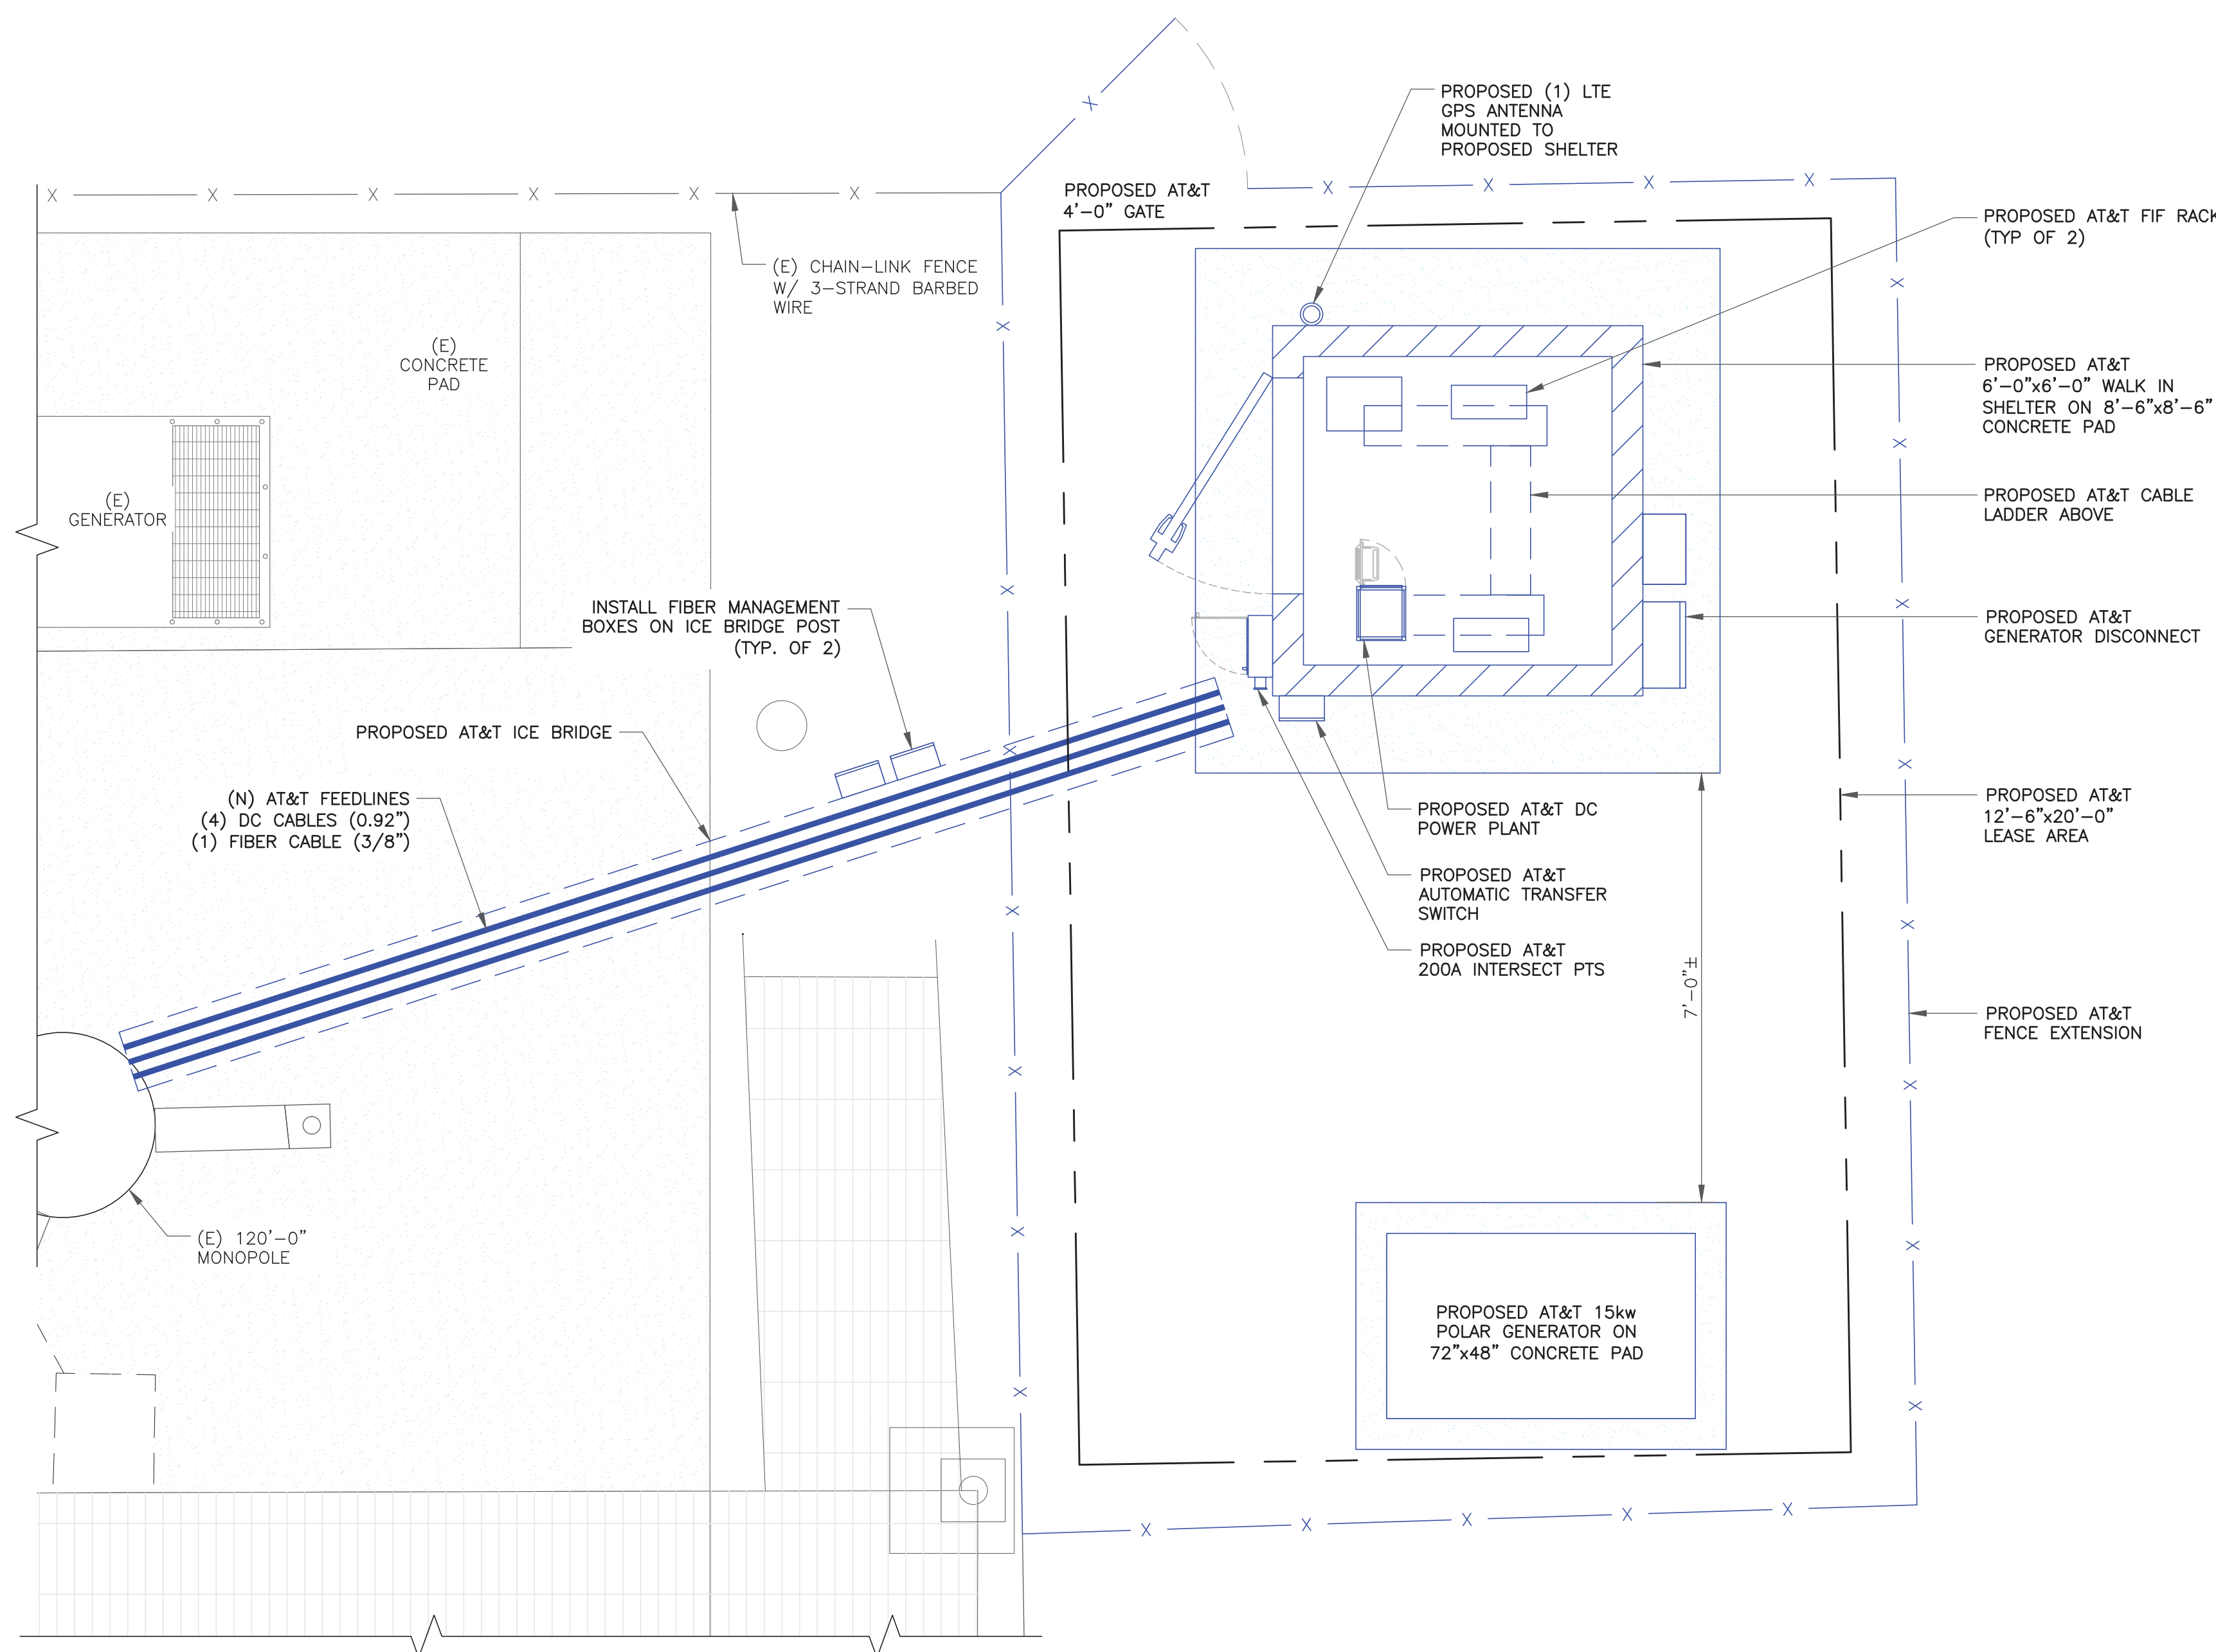 PROPOSED (1) LTE
GPS ANTENNA
MOUNTED TO
PROPOSED SHELTER
PROPOSED AT&T
4'-0" GATE
PROPOSED AT&T FIF RACK
(TYP OF 2)
(E) CHAIN-LINK FENCE
W/ 3-STRAND BARBED
WIRE
(E)
CONCRETE
PAD
PROPOSED AT&T
6'-0"x6'-0" WALK IN
SHELTER ON 8'-6"x8'-6"
CONCRETE PAD
(E)
GENERATOR
PROPOSED AT&T CABLE
LADDER ABOVE
INSTALL FIBER MANAGEMENT
BOXES ON ICE BRIDGE POST
(TYP. OF 2)
PROPOSED AT&T
GENERATOR DISCONNECT
PROPOSED AT&T ICE BRIDGE
(N) AT&T FEEDLINES
(4) DC CABLES (0.92")
(1) FIBER CABLE (3/8")
PROPOSED AT&T DC
POWER PLANT
PROPOSED AT&T
12'-6"x20'-0"
LEASE AREA
PROPOSED AT&T
AUTOMATIC TRANSFER
SWITCH
PROPOSED AT&T
200A INTERSECT PTS
7'-0"±
PROPOSED AT&T
FENCE EXTENSION
(E) 120'-0"
MONOPOLE
PROPOSED AT&T 15kw
POLAR GENERATOR ON
72"x48" CONCRETE PAD